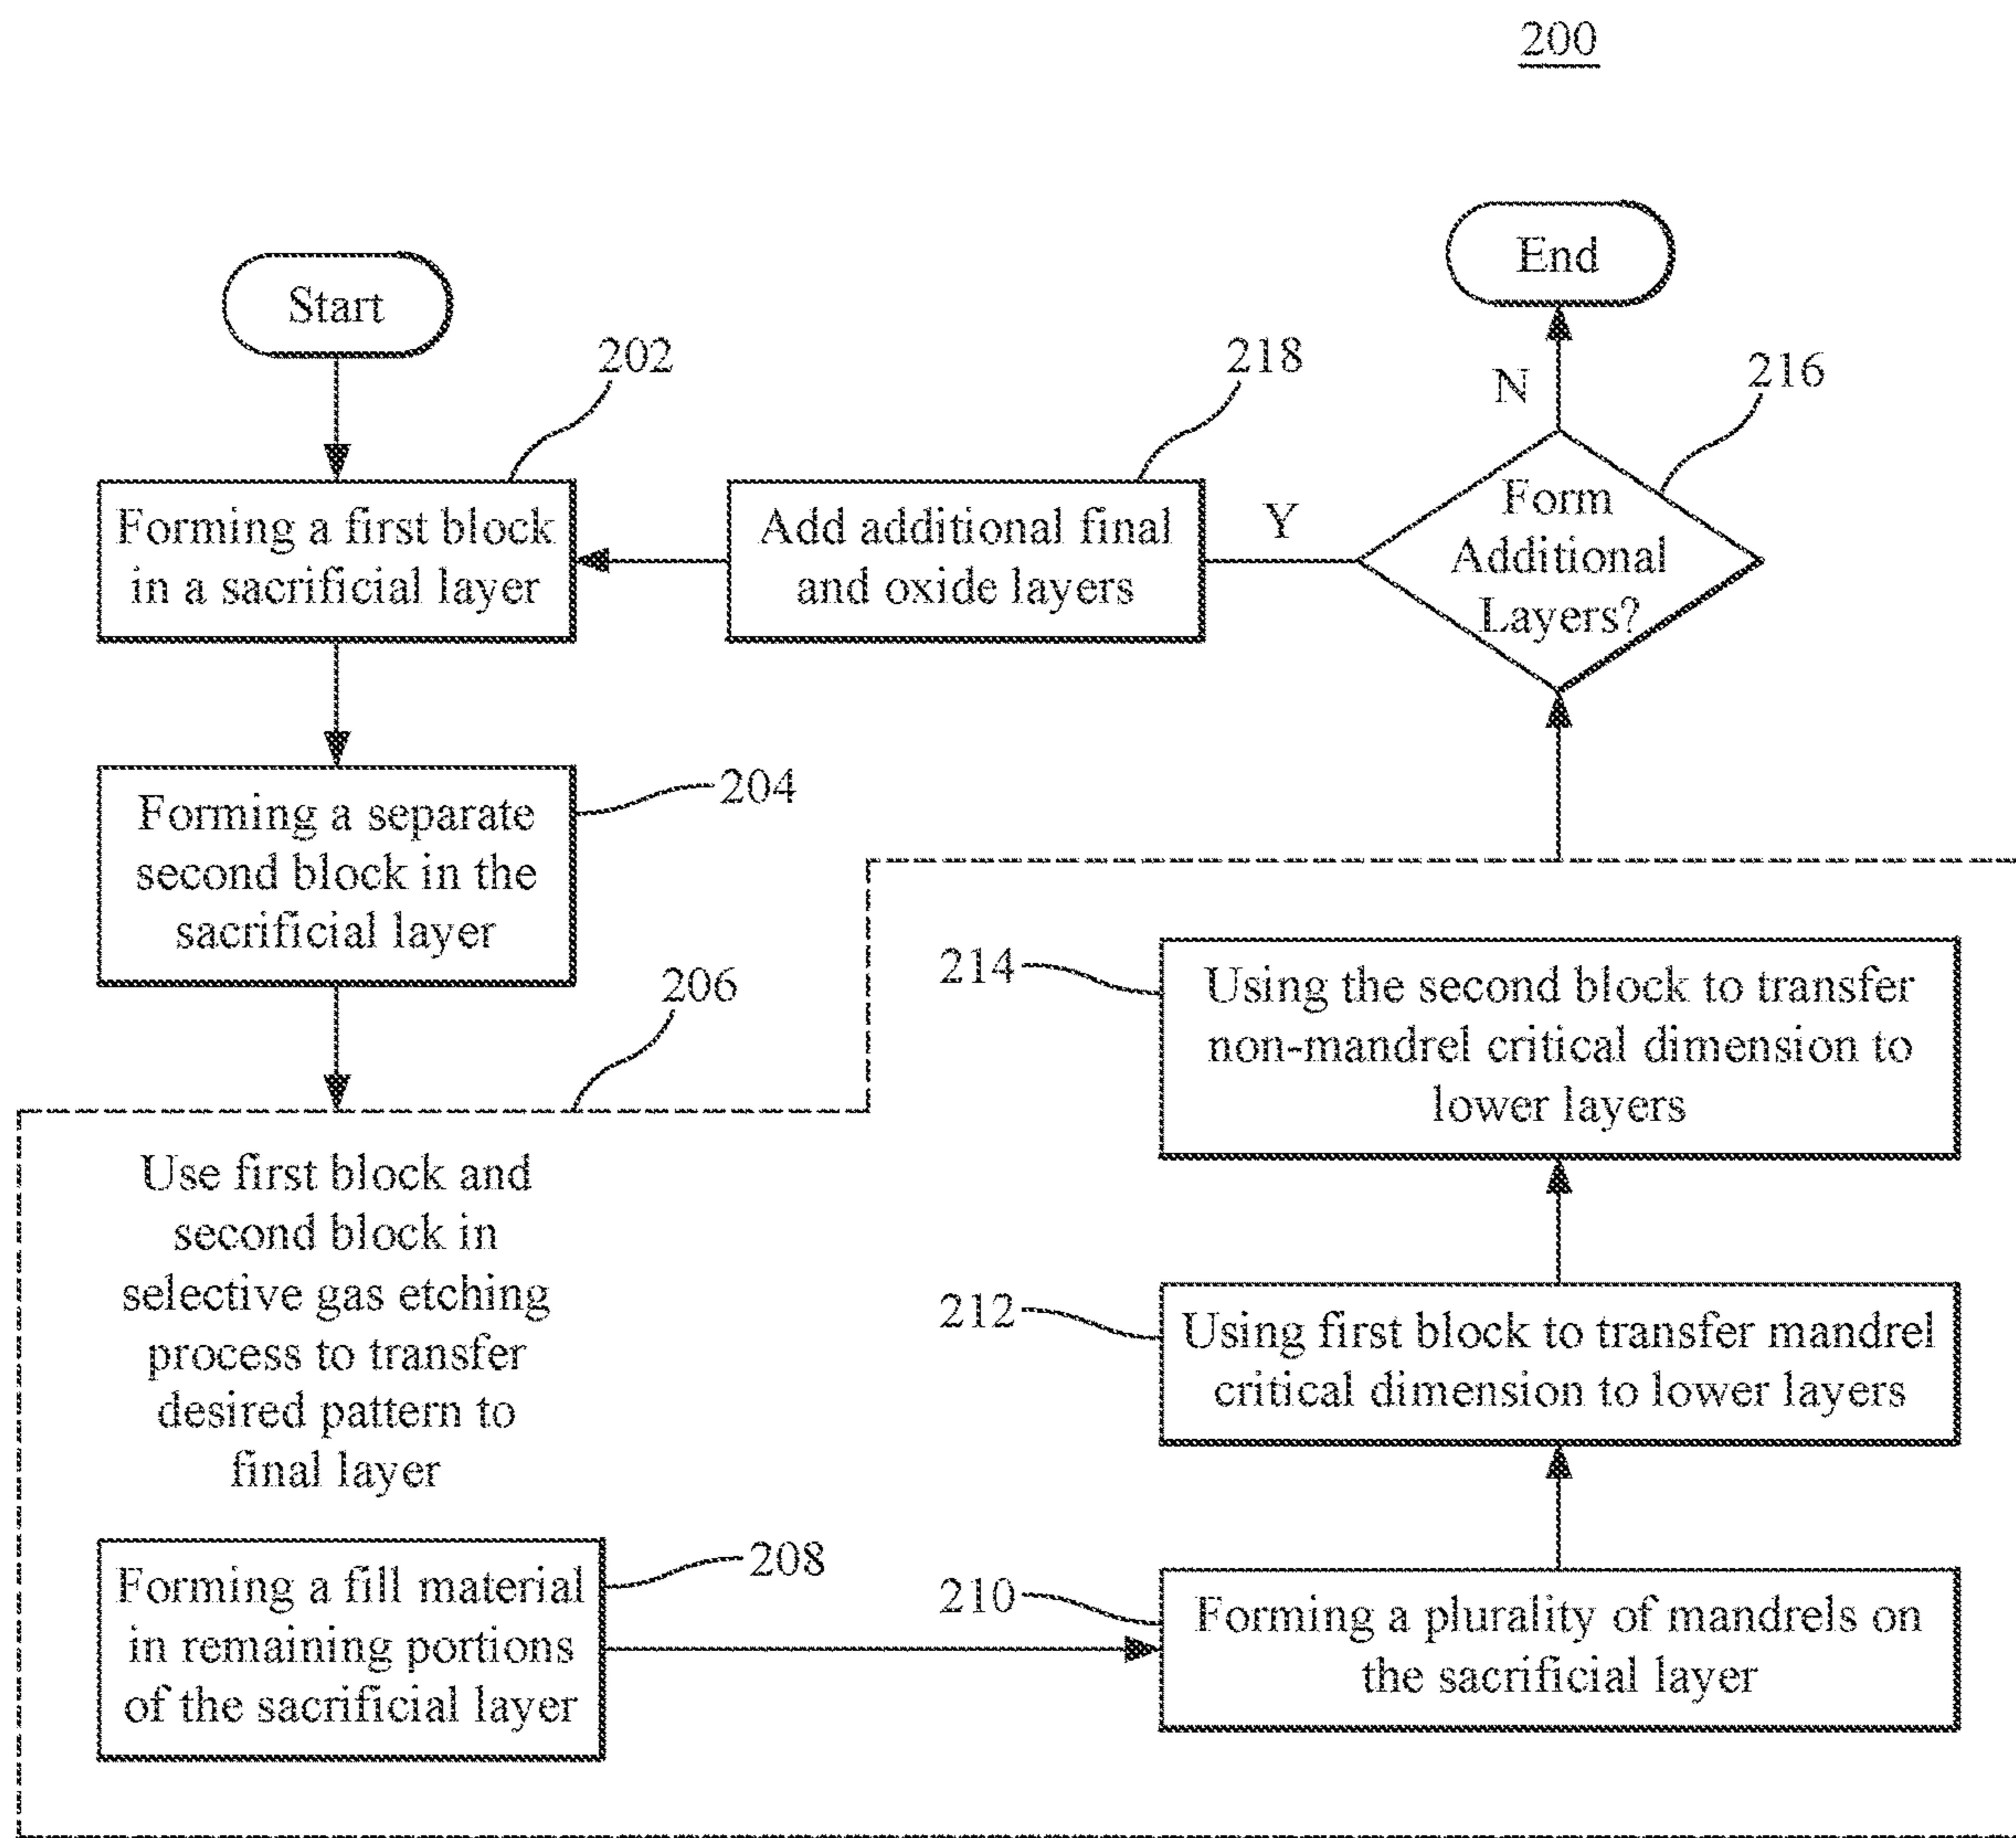 200
Start
202
Forming a first block
in a sacrificial layer
204
Forming a separate
second block in the
sacrificial layer
206
Use first block and
second block in
selective gas etching
process to transfer
desired pattern to
final layer
208
Forming a fill material
in remaining portions
of the sacrificial layer
210
Forming a plurality of mandrels on
the sacrificial layer
212
Using first block to transfer mandrel
critical dimension to lower layers
214
Using the second block to transfer
non-mandrel critical dimension to
lower layers
216
Form
Additional
Layers?
Y
N
218
Add additional final
and oxide layers
End